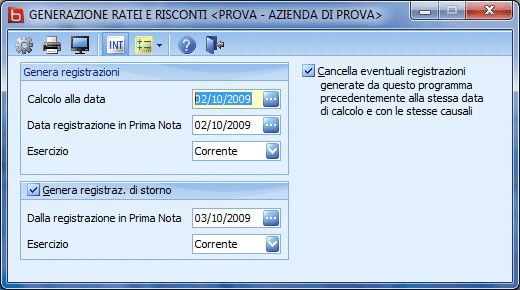 GENERAZIONE RATEI E RISCONTI <PROVA - AZIENDA DI PROVA>
INT
Genera registrazioni
Calcolo alla data 02/10/2009
Data registrazione in Prima Nota 02/10/2009
Esercizio Corrente
Genera registraz. di storno
Dalla registrazione in Prima Nota 03/10/2009
Esercizio Corrente
Cancella eventuali registrazioni
generate da questo programma
precedentemente alla stessa data
di calcolo e con le stesse causali